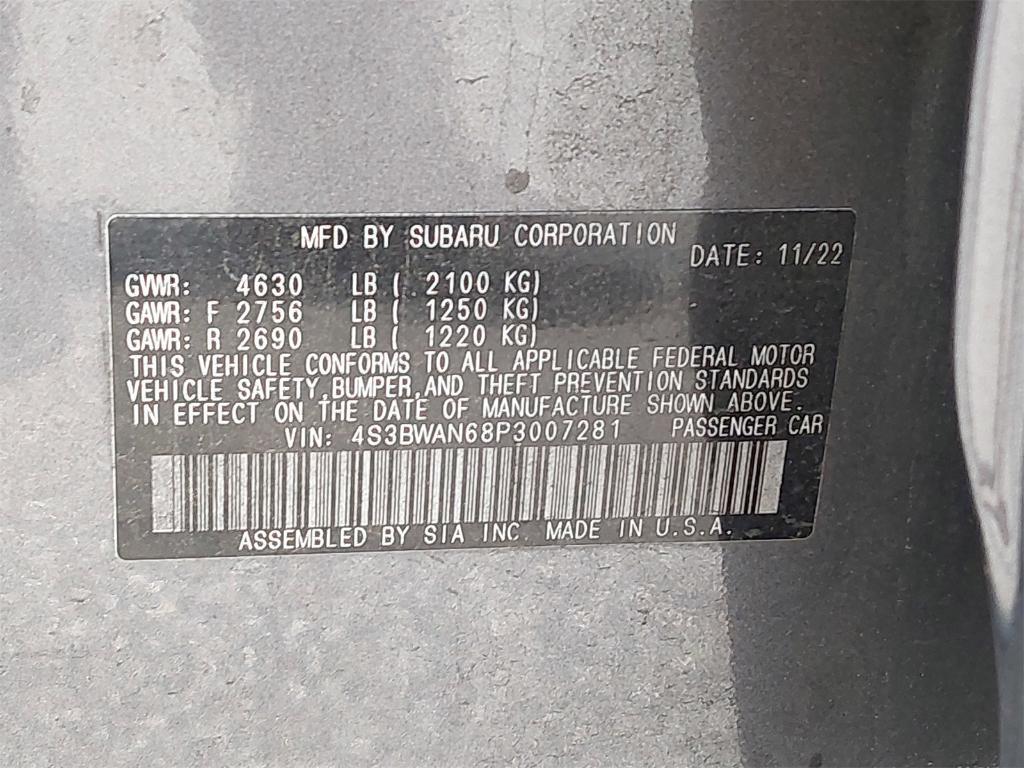 MFD BY SUBARU CORPORATION
DATE: 11/22
GVWR: 4630 LB ( 2100 KG)
GAWR: F 2756 LB ( 1250 KG)
GAWR: R 2690 LB ( 1220 KG)
THIS VEHICLE CONFORMS TO ALL APPLICABLE FEDERAL MOTOR
VEHICLE SAFETY,BUMPER,AND THEFT PREVENTION STANDARDS
IN EFFECT ON THE DATE OF MANUFACTURE SHOWN ABOVE.
VIN: 4S3BWAN68P3007281 PASSENGER CAR
ASSEMBLED BY SIA INC. MADE IN U.S.A.